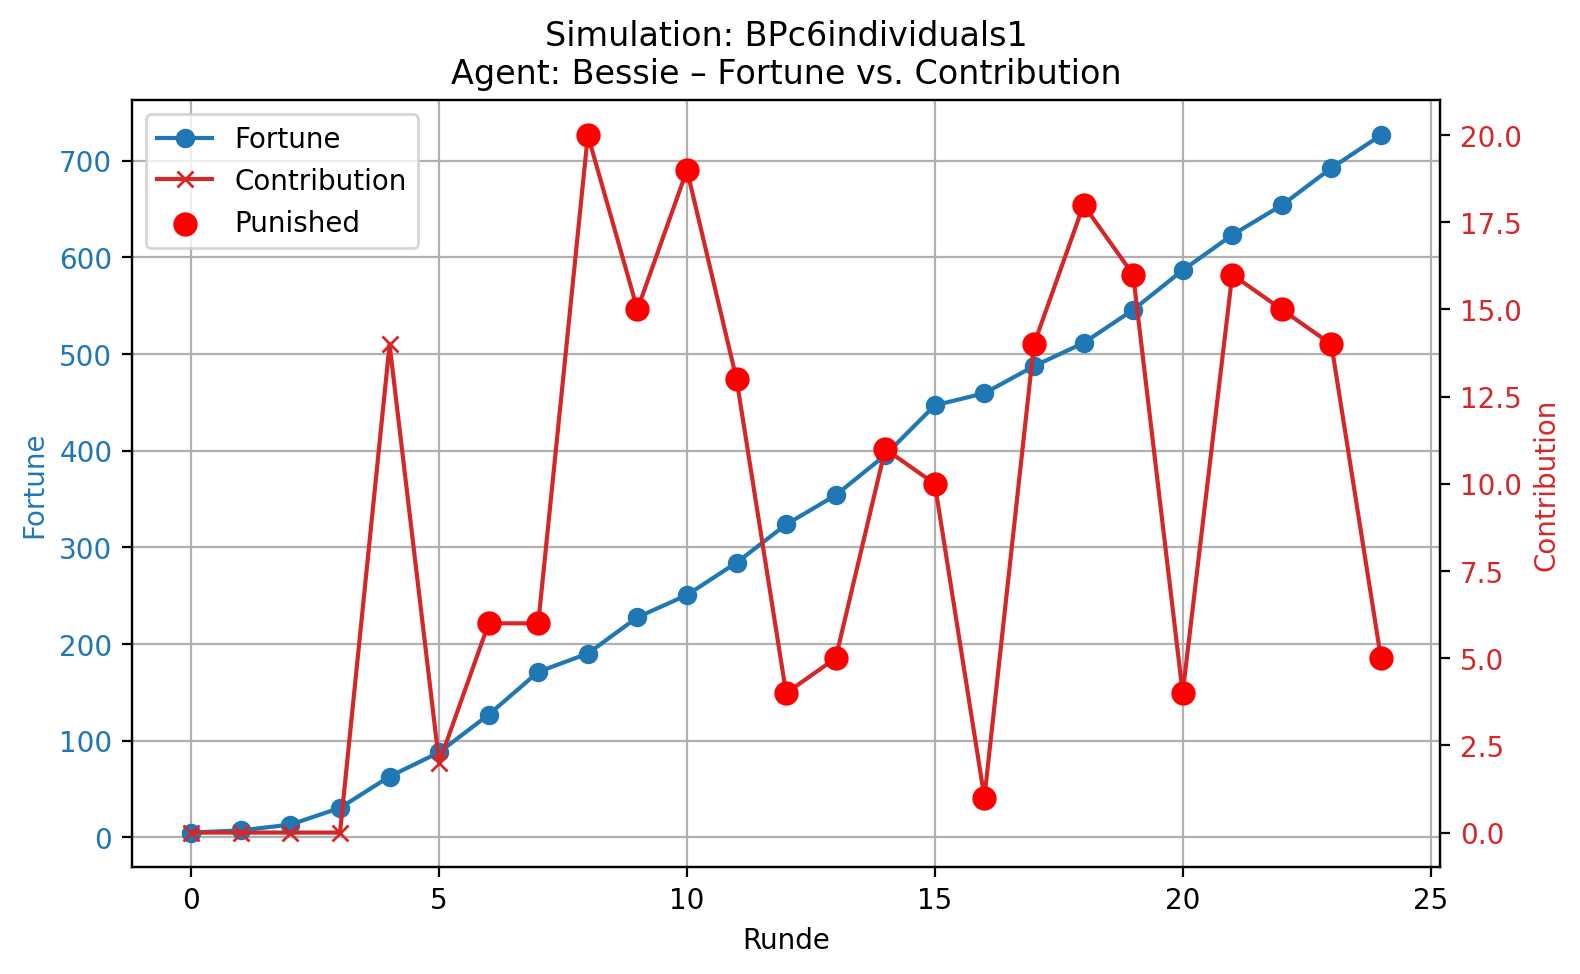 Simulation: BPc6individuals1
Agent: Bessie – Fortune vs. Contribution
Fortune
Contribution
Punished
700
600
500
400
300
200
100
0
Fortune
20.0
17.5
15.0
12.5
10.0
7.5
5.0
2.5
0.0
Contribution
0 5 10 15 20 25
Runde